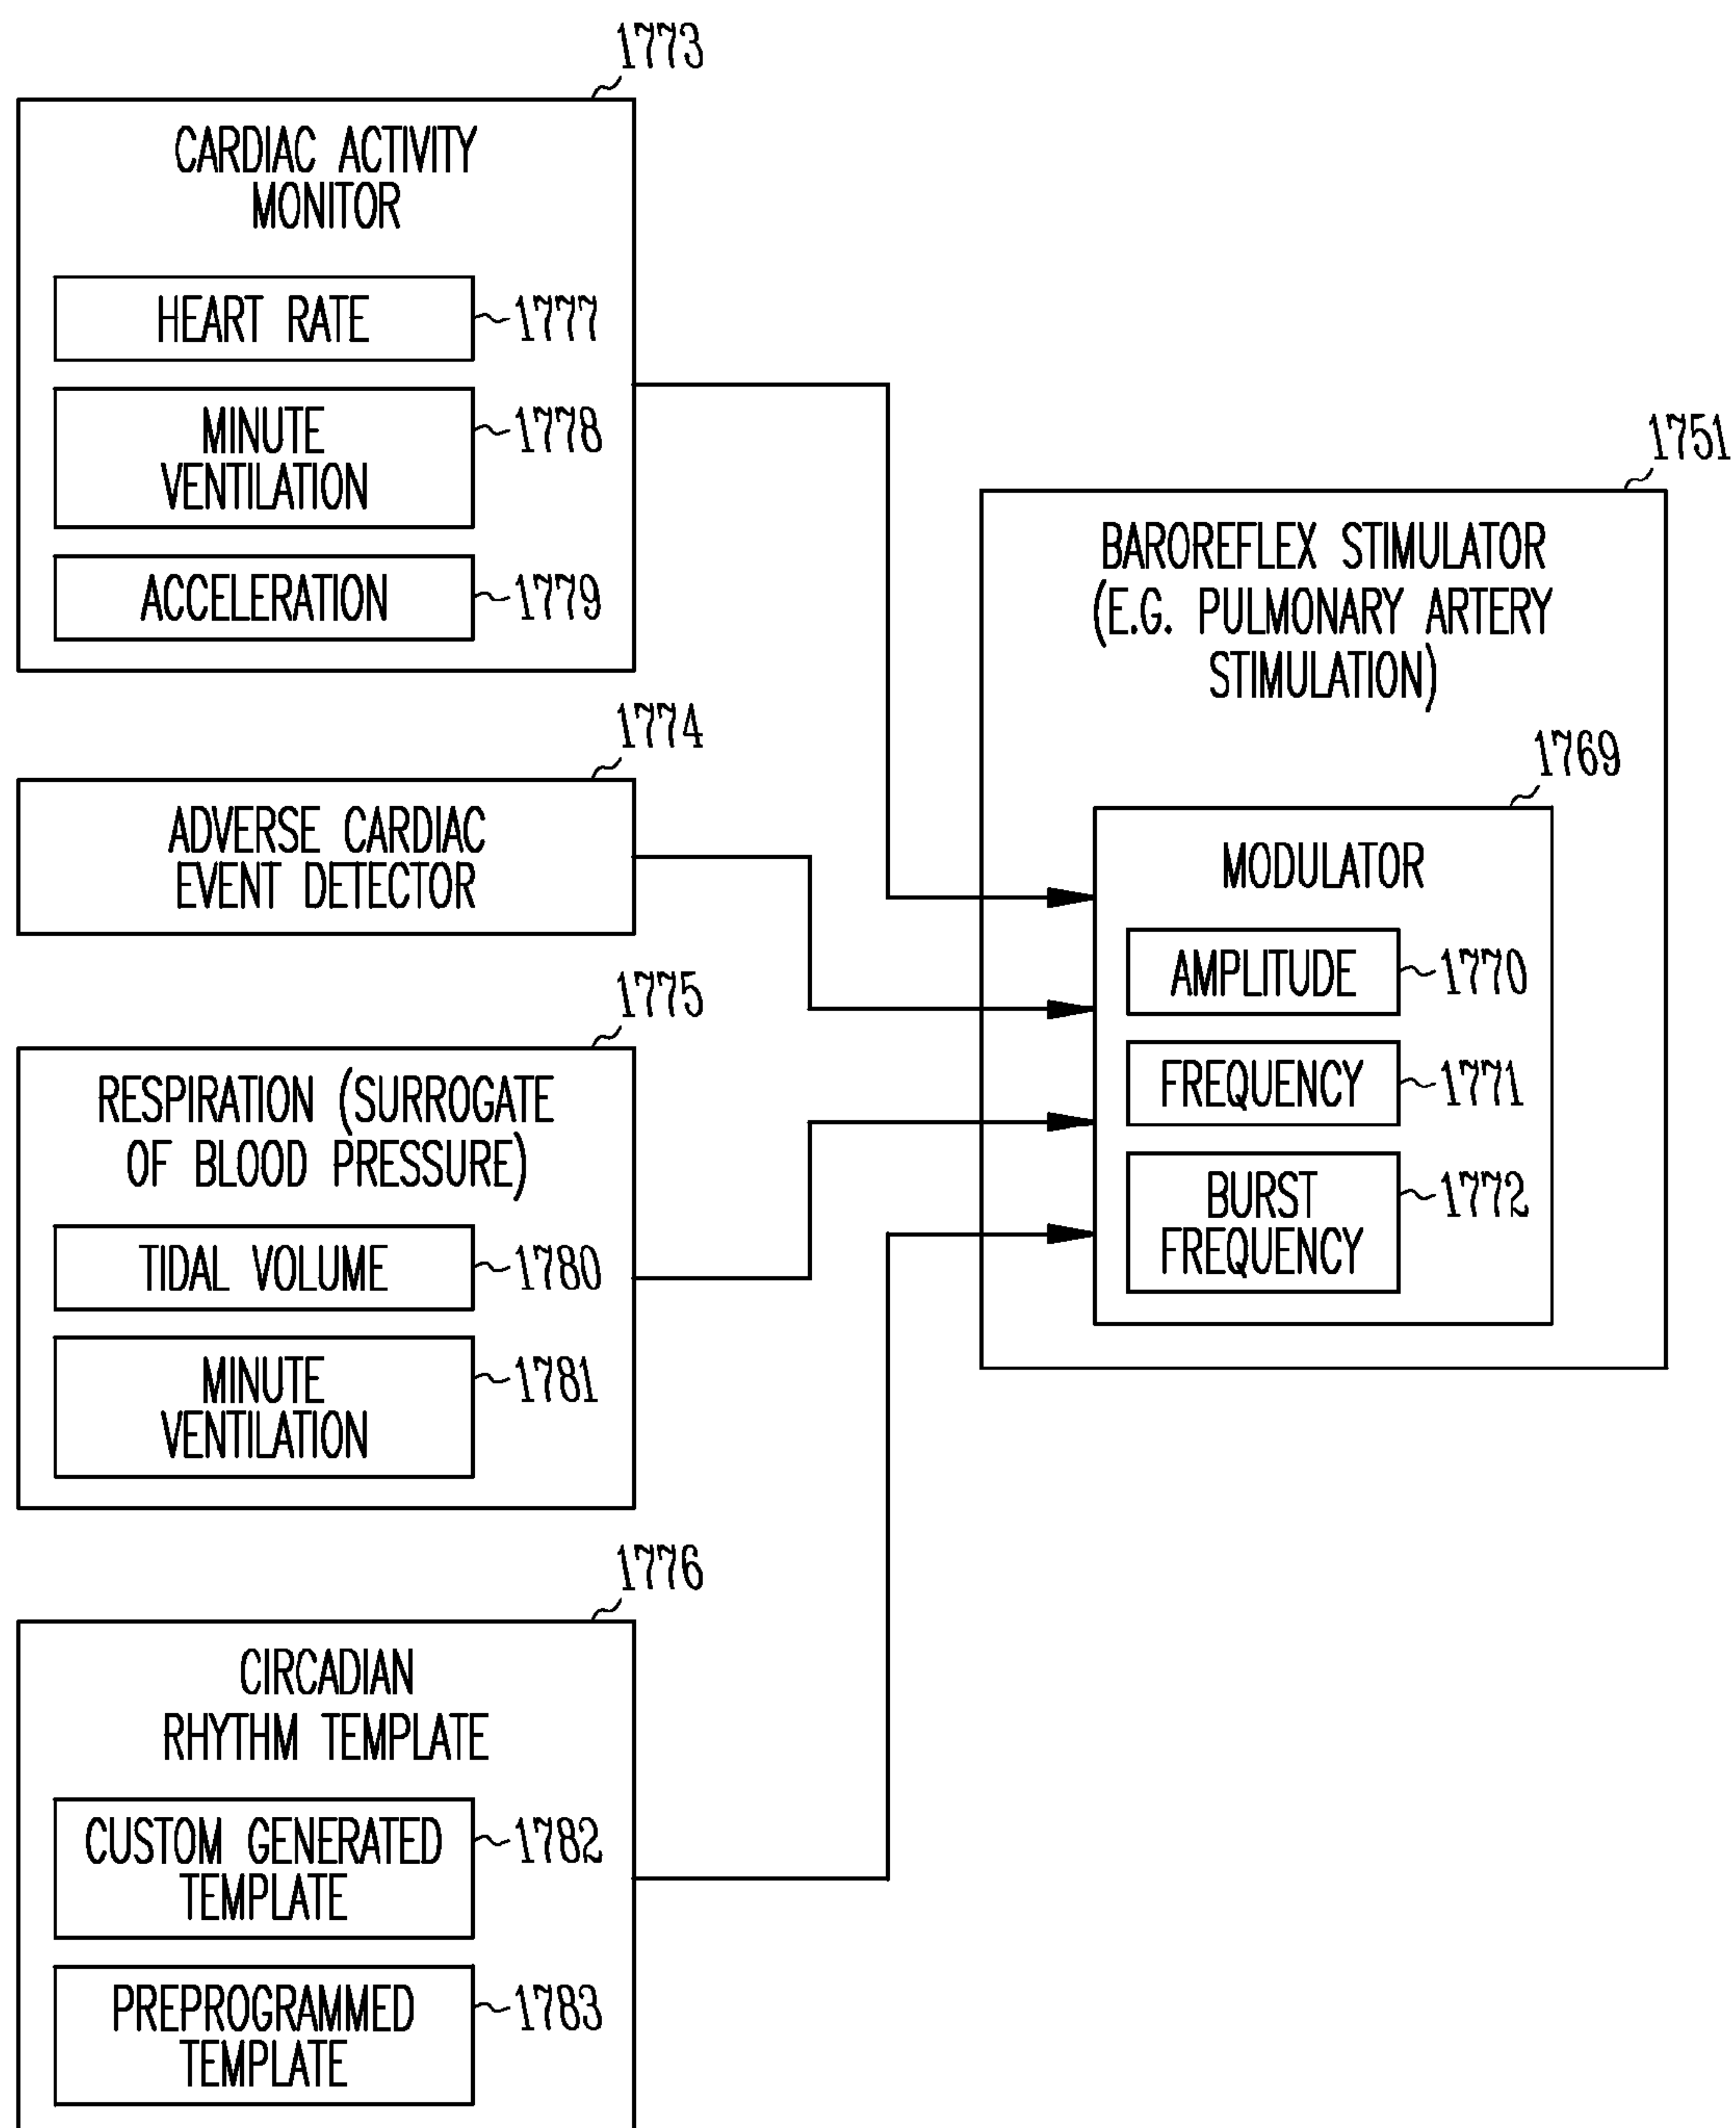 1773
CARDIAC ACTIVITY
MONITOR
HEART RATE
1777
MINUTE
VENTILATION
1778
ACCELERATION
1779
1774
ADVERSE CARDIAC
EVENT DETECTOR
1775
RESPIRATION (SURROGATE
OF BLOOD PRESSURE)
TIDAL VOLUME
1780
MINUTE
VENTILATION
1781
1776
CIRCADIAN
RHYTHM TEMPLATE
CUSTOM GENERATED
TEMPLATE
1782
PREPROGRAMMED
TEMPLATE
1783
1751
BAROREFLEX STIMULATOR
(E.G. PULMONARY ARTERY
STIMULATION)
1769
MODULATOR
AMPLITUDE
1770
FREQUENCY
1771
BURST
FREQUENCY
1772